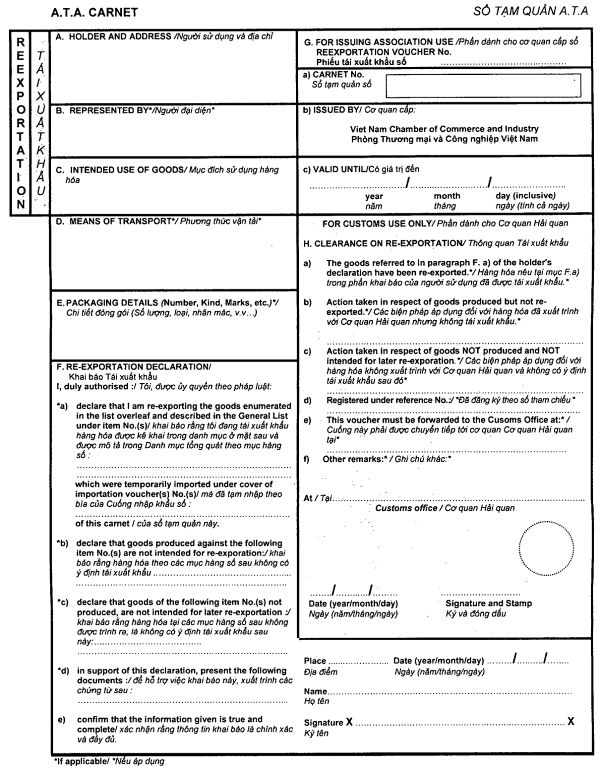 A.T.A. CARNET
SỔ TẠM QUẢN A.T.A
REEXPORTATION
TÁI XUẤT KHẨU
A. HOLDER AND ADDRESS /Người sử dụng và địa chỉ
B. REPRESENTED BY*/Người đại diện*
C. INTENDED USE OF GOODS/ Mục đích sử dụng hàng
hóa
D. MEANS OF TRANSPORT*/ Phương thức vận tải*
E. PACKAGING DETAILS (Number, Kind, Marks, etc.)*/
Chi tiết đóng gói (Số lượng, loại, nhãn mác, v.v…)
F. RE-EXPORTATION DECLARATION/
Khai báo Tái xuất khẩu
I, duly authorised :/ Tôi, được ủy quyền theo pháp luật:
*a) declare that I am re-exporting the goods enumerated
in the list overleaf and described in the General List
under item No.(s)/ khai báo rằng tôi đang tái xuất khẩu
hàng hóa được kê khai trong danh mục ở mặt sau và
được mô tả trong Danh mục tổng quát theo mục hàng
số :
which were temporarily imported under cover of
importation voucher(s) No.(s)/ mà đã tạm nhập theo
bìa của Cuống nhập khẩu số :
of this carnet / của sổ tạm quản này.
*b) declare that goods produced against the following
item No.(s) are not intended for re-exporation:/ khai
báo rằng hàng hóa theo các mục hàng số sau không có
ý định tái xuất khẩu
*c) declare that goods of the following item No.(s) not
produced, are not intended for later re-exportation :/
khai báo rằng hàng hóa tại các mục hàng số sau không
được trình ra, là không có ý định tái xuất khẩu sau
này:
*d) in support of this declaration, present the following
documents :/ để hỗ trợ việc khai báo này, xuất trình các
chứng từ sau :
e) confirm that the information given is true and
complete/ xác nhận rằng thông tin khai báo là chính xác
và đầy đủ.
G. FOR ISSUING ASSOCIATION USE /Phần dành cho cơ quan cấp sổ
REEXPORTATION VOUCHER No.
Phiếu tái xuất khẩu số
a) CARNET No.
Sổ tạm quản số
b) ISSUED BY/ Cơ quan cấp:
Viet Nam Chamber of Commerce and Industry
Phòng Thương mại và Công nghiệp Việt Nam
c) VALID UNTIL/Có giá trị đến
/ /
year month day (inclusive)
năm tháng ngày (tính cả ngày)
FOR CUSTOMS USE ONLY/ Phần dành cho Cơ quan Hải quan
H. CLEARANCE ON RE-EXPORTATION/ Thông quan Tái xuất khẩu
a) The goods referred to in paragraph F. a) of the holder's
declaration have been re-exported.*/ Hàng hóa nêu tại mục F.a)
trong phần khai báo của người sử dụng đã được tái xuất khẩu.*
b) Action taken in respect of goods produced but not re-
exported.*/ Các biện pháp áp dụng đối với hàng hóa đã xuất trình
với Cơ quan Hải quan nhưng không tái xuất khẩu.*
c) Action taken in respect of goods NOT produced and NOT
intended for later re-exportation.*/ Các biện pháp áp dụng đối với
hàng hóa không xuất trình với Cơ quan Hải quan và không có ý định
tái xuất khẩu sau đó*
d) Registered under reference No.:/ *Đã đăng ký theo số tham chiếu *
e) This voucher must be forwarded to the Cusoms Office at:* /
Cuống này phải được chuyển tiếp tới cơ quan Cơ quan Hải quan
tại*
f) Other remarks:* / Ghi chú khác:*
At / Tại
Customs office / Cơ quan Hải quan
/ /
Date (year/month/day) Signature and Stamp
Ngày (năm/tháng/ngày) Ký và đóng dấu
Place Date (year/month/day) / /
Địa điểm Ngày (năm/tháng/ngày)
Name
Họ tên
Signature X X
Ký tên
*If applicable/ *Nếu áp dụng